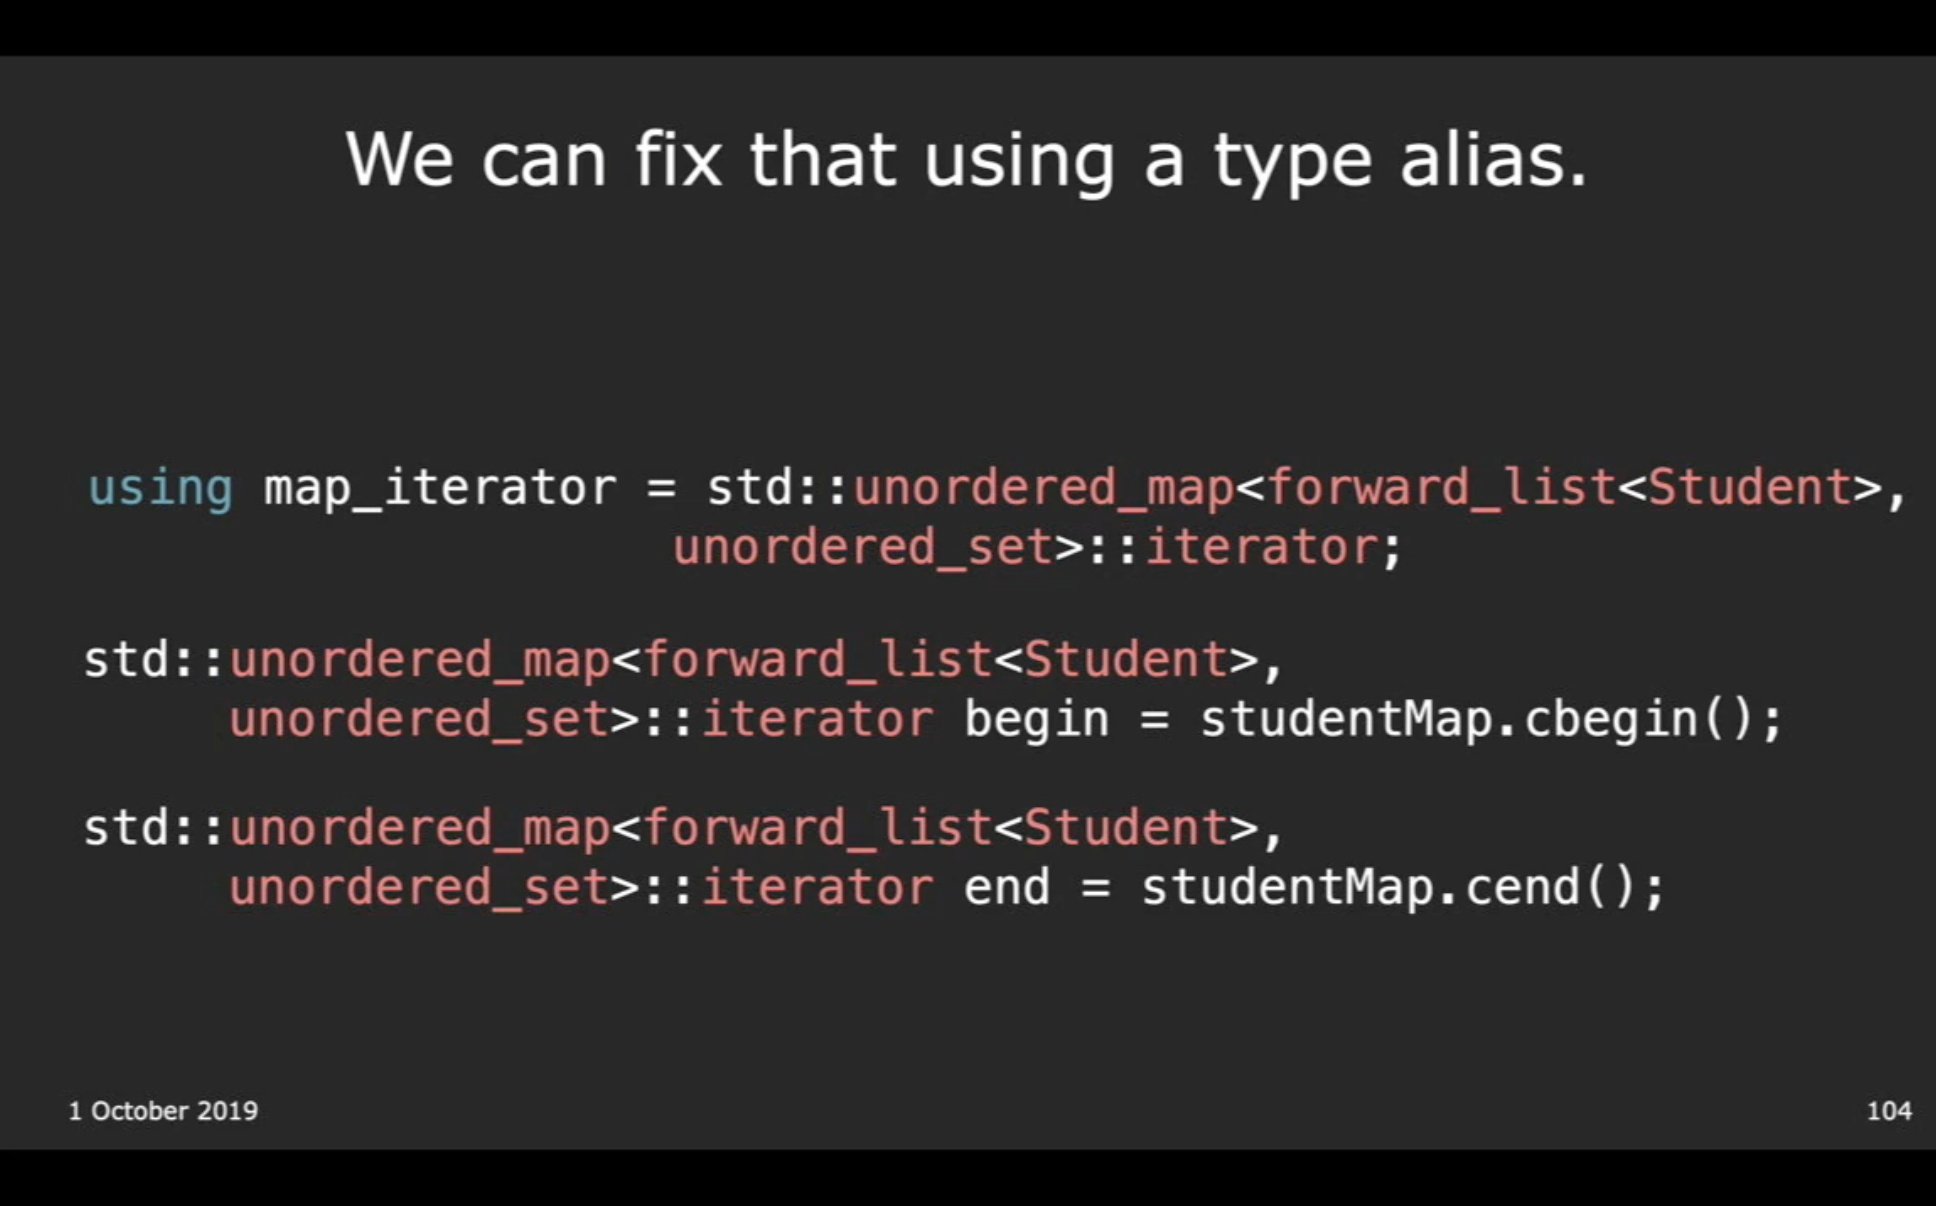 We can fix that using a type alias.
using map_iterator = std::unordered_map<forward_list<Student>,
unordered_set>::iterator;
std::unordered_map<forward_list<Student>,
unordered_set>::iterator begin = studentMap.cbegin();
std::unordered_map<forward_list<Student>,
unordered_set>::iterator end = studentMap.cend();
1 October 2019
104